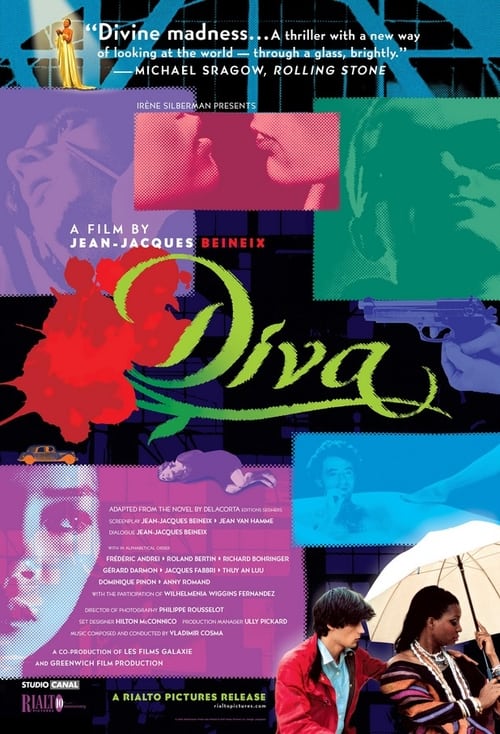 “Divine madness...A thriller with a new way
of looking at the world — through a glass, brightly.”
— MICHAEL SRAGOW, ROLLING STONE
IRÈNE SILBERMAN PRESENTS
A FILM BY
JEAN-JACQUES BEINEIX
Diva
ADAPTED FROM THE NOVEL BY DELACORTA EDITIONS SEGHERS
SCREENPLAY JEAN-JACQUES BEINEIX JEAN VAN HAMME
DIALOGUE JEAN-JACQUES BEINEIX
WITH IN ALPHABETICAL ORDER
FRÉDÉRIC ANDREI ROLAND BERTIN RICHARD BOHRINGER
GÉRARD DARMON JACQUES FABBRI THUY AN LUU
DOMINIQUE PINON ANNY ROMAND
WITH THE PARTICIPATION OF WILHELMENIA WIGGINS FERNANDEZ
DIRECTOR OF PHOTOGRAPHY PHILIPPE ROUSSELOT
SET DESIGNER HILTON McCONNICO PRODUCTION MANAGER ULLY PICKARD
MUSIC COMPOSED AND CONDUCTED BY VLADIMIR COSMA
A CO-PRODUCTION OF LES FILMS GALAXIE
AND GREENWICH FILM PRODUCTION
STUDIO CANAL
RIALTO 10
PICTURES
A RIALTO PICTURES RELEASE
rialtopictures.com